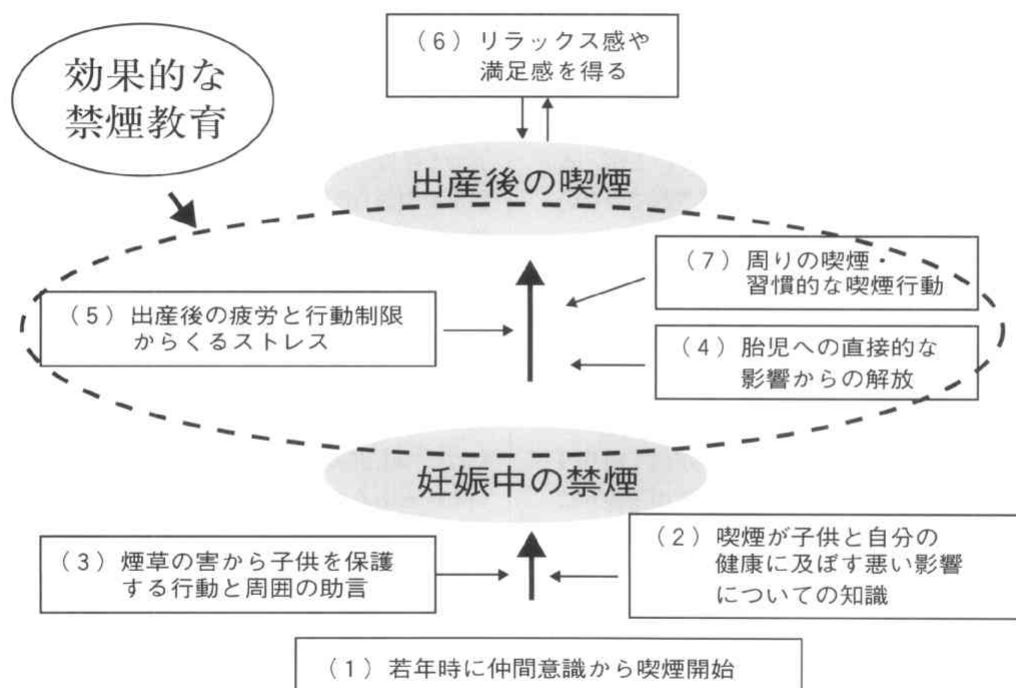 (6) リラックス感や
満足感を得る
効果的な
禁煙教育
出産後の喫煙
(7) 周りの喫煙・
習慣的な喫煙行動
(5) 出産後の疲労と行動制限
からくるストレス
(4) 胎児への直接的な
影響からの解放
妊娠中の禁煙
(3) 煙草の害から子供を保護
する行動と周囲の助言
(2) 喫煙が子供と自分の
健康に及ぼす悪い影響
についての知識
(1) 若年時に仲間意識から喫煙開始